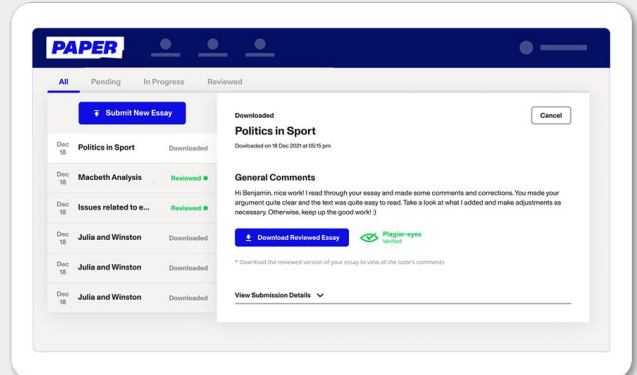 PAPER
All Pending In Progress Reviewed
Submit New Essay
Dec 18 Politics in Sport Downloaded
Dec 18 Macbeth Analysis Reviewed
Dec 18 Issues related to e... Reviewed
Dec 18 Julia and Winston Downloaded
Dec 18 Julia and Winston Downloaded
Dec 18 Julia and Winston Downloaded
Downloaded
Cancel
Politics in Sport
Dowloaded on 18 Dec 2021 at 05:15 pm
General Comments
Hi Benjamin, nice work! I read through your essay and made some comments and corrections. You made your
argument quite clear and the text was quite easy to read. Take a look at what I added and make adjustments as
necessary. Otherwise, keep up the good work! :)
Download Reviewed Essay
Plagiar-eyes
Verified
* Download the reviewed version of your essay to view all the tutor's comments
View Submission Details